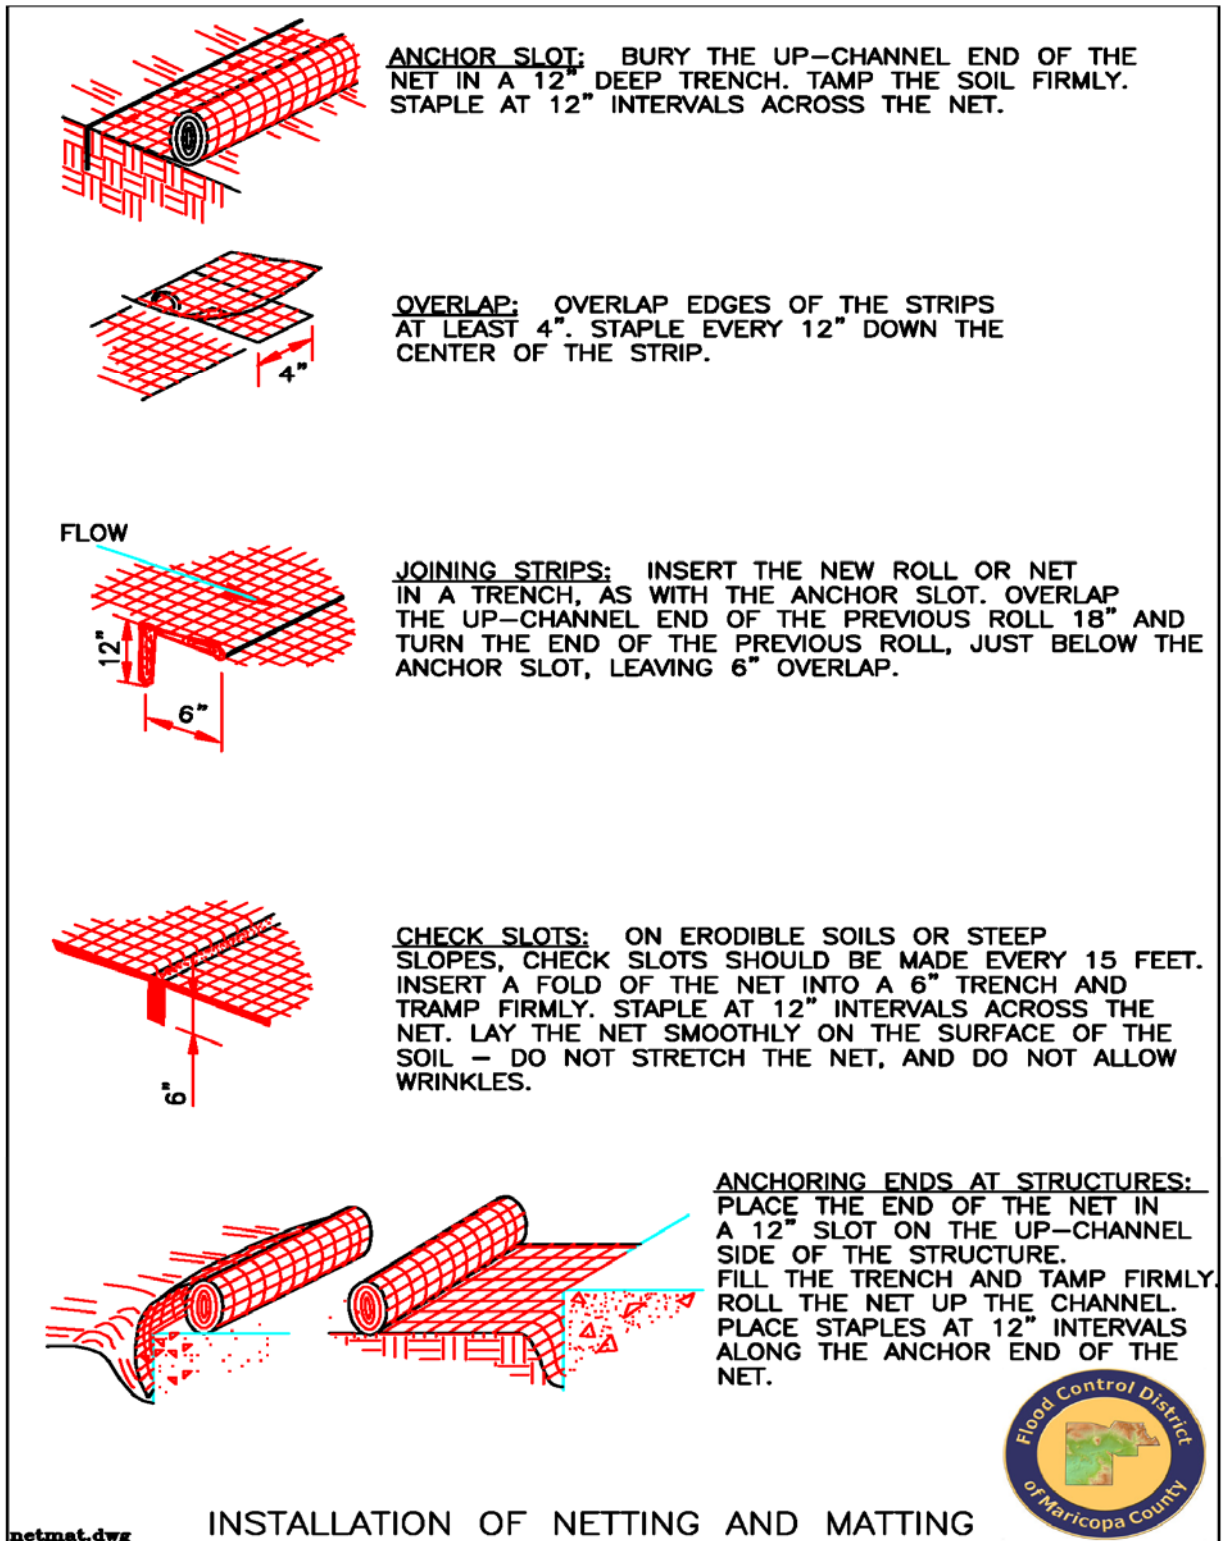 ANCHOR SLOT: BURY THE UP-CHANNEL END OF THE
NET IN A 12" DEEP TRENCH. TAMP THE SOIL FIRMLY.
STAPLE AT 12" INTERVALS ACROSS THE NET.
OVERLAP: OVERLAP EDGES OF THE STRIPS
AT LEAST 4". STAPLE EVERY 12" DOWN THE
CENTER OF THE STRIP.
4"
FLOW
JOINING STRIPS: INSERT THE NEW ROLL OR NET
IN A TRENCH, AS WITH THE ANCHOR SLOT. OVERLAP
THE UP-CHANNEL END OF THE PREVIOUS ROLL 18" AND
TURN THE END OF THE PREVIOUS ROLL, JUST BELOW THE
ANCHOR SLOT, LEAVING 6" OVERLAP.
12"
6"
CHECK SLOTS: ON ERODIBLE SOILS OR STEEP
SLOPES, CHECK SLOTS SHOULD BE MADE EVERY 15 FEET.
INSERT A FOLD OF THE NET INTO A 6" TRENCH AND
TRAMP FIRMLY. STAPLE AT 12" INTERVALS ACROSS THE
NET. LAY THE NET SMOOTHLY ON THE SURFACE OF THE
SOIL - DO NOT STRETCH THE NET, AND DO NOT ALLOW
WRINKLES.
6"
ANCHORING ENDS AT STRUCTURES:
PLACE THE END OF THE NET IN
A 12" SLOT ON THE UP-CHANNEL
SIDE OF THE STRUCTURE.
FILL THE TRENCH AND TAMP FIRMLY.
ROLL THE NET UP THE CHANNEL.
PLACE STAPLES AT 12" INTERVALS
ALONG THE ANCHOR END OF THE
NET.
Flood Control District
of Maricopa County
INSTALLATION OF NETTING AND MATTING
netmat.dwg